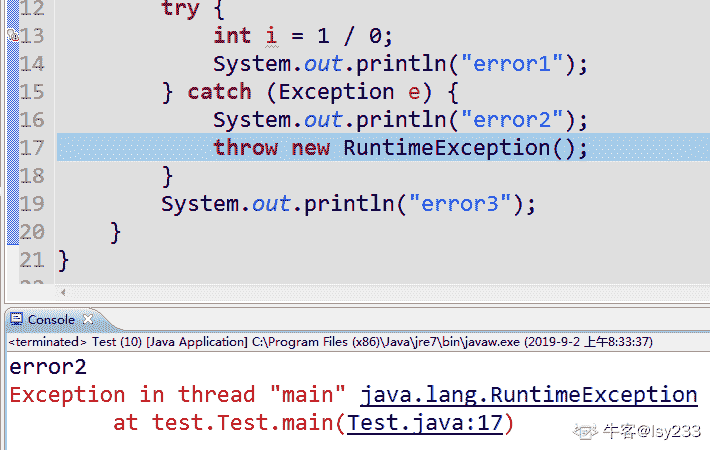 12 try {
13 int i = 1 / 0;
14 System.out.println("error1");
15 } catch (Exception e) {
16 System.out.println("error2");
17 throw new RuntimeException();
18 }
19 System.out.println("error3");
20 }
21 }
Console
<terminated> Test (10) [Java Application] C:\Program Files (x86)\Java\jre7\bin\javaw.exe (2019-9-2 上午8:33:37)
error2
Exception in thread "main" java.lang.RuntimeException
at test.Test.main(Test.java:17)
牛客@lsy233